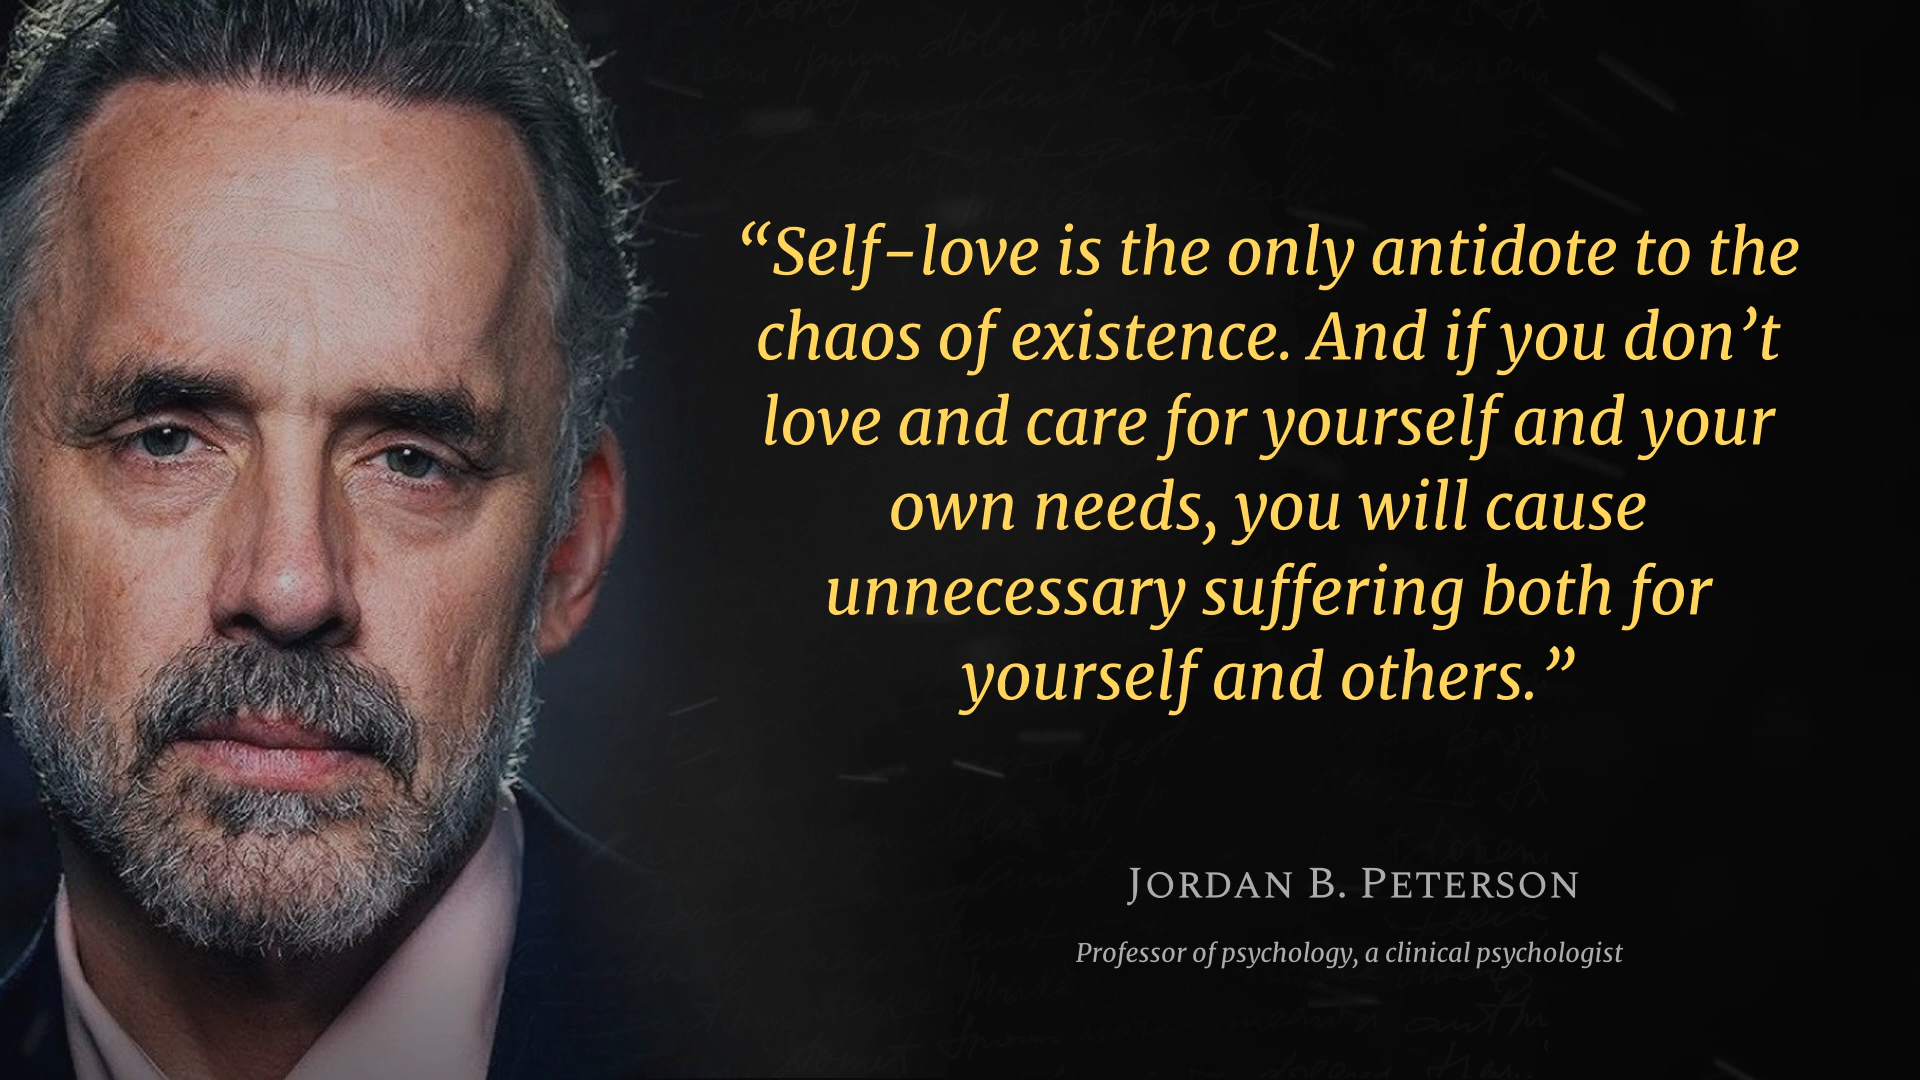 “Self-love is the only antidote to the
chaos of existence. And if you don’t
love and care for yourself and your
own needs, you will cause
unnecessary suffering both for
yourself and others.”
JORDAN B. PETERSON
Professor of psychology, a clinical psychologist